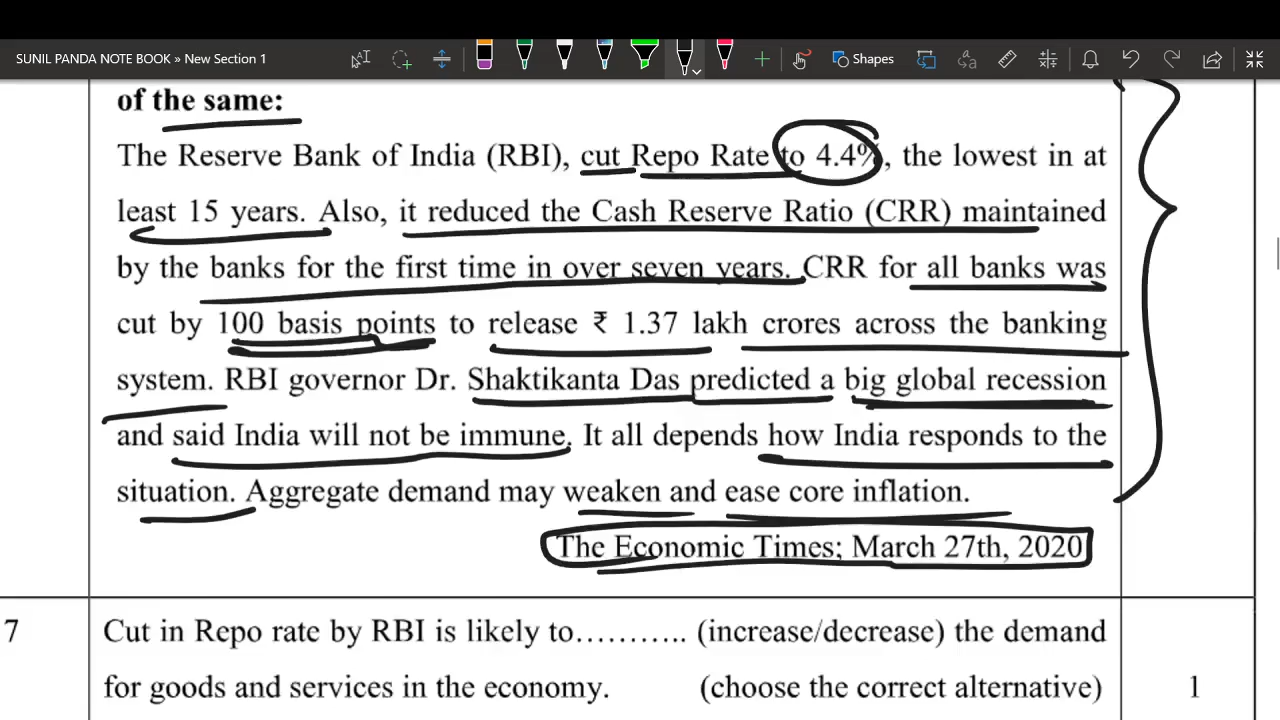 SUNIL PANDA NOTE BOOK » New Section 1
Shapes
of the same:
The Reserve Bank of India (RBI), cut Repo Rate to 4.4%, the lowest in at
least 15 years. Also, it reduced the Cash Reserve Ratio (CRR) maintained
by the banks for the first time in over seven years. CRR for all banks was
cut by 100 basis points to release ₹ 1.37 lakh crores across the banking
system. RBI governor Dr. Shaktikanta Das predicted a big global recession
and said India will not be immune. It all depends how India responds to the
situation. Aggregate demand may weaken and ease core inflation.
The Economic Times; March 27th, 2020
7 Cut in Repo rate by RBI is likely to……….. (increase/decrease) the demand
for goods and services in the economy. (choose the correct alternative) 1